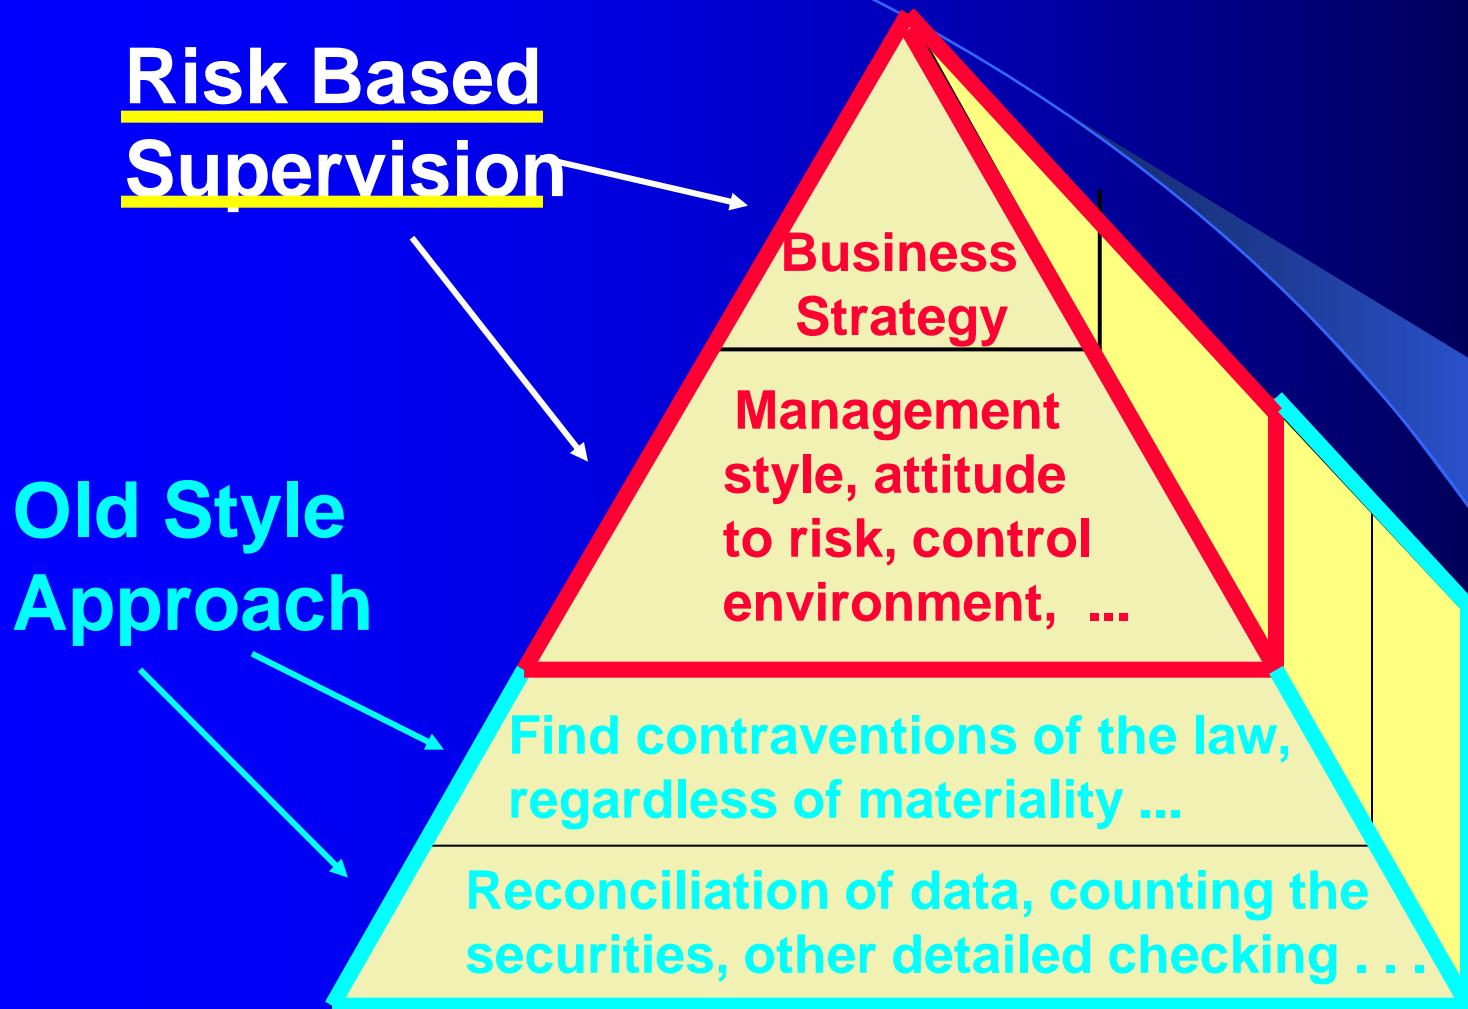 Risk Based
Supervision
Business
Strategy
Management
style, attitude
to risk, control
environment, ...
Old Style
Approach
Find contraventions of the law,
regardless of materiality ...
Reconciliation of data, counting the
securities, other detailed checking . . .